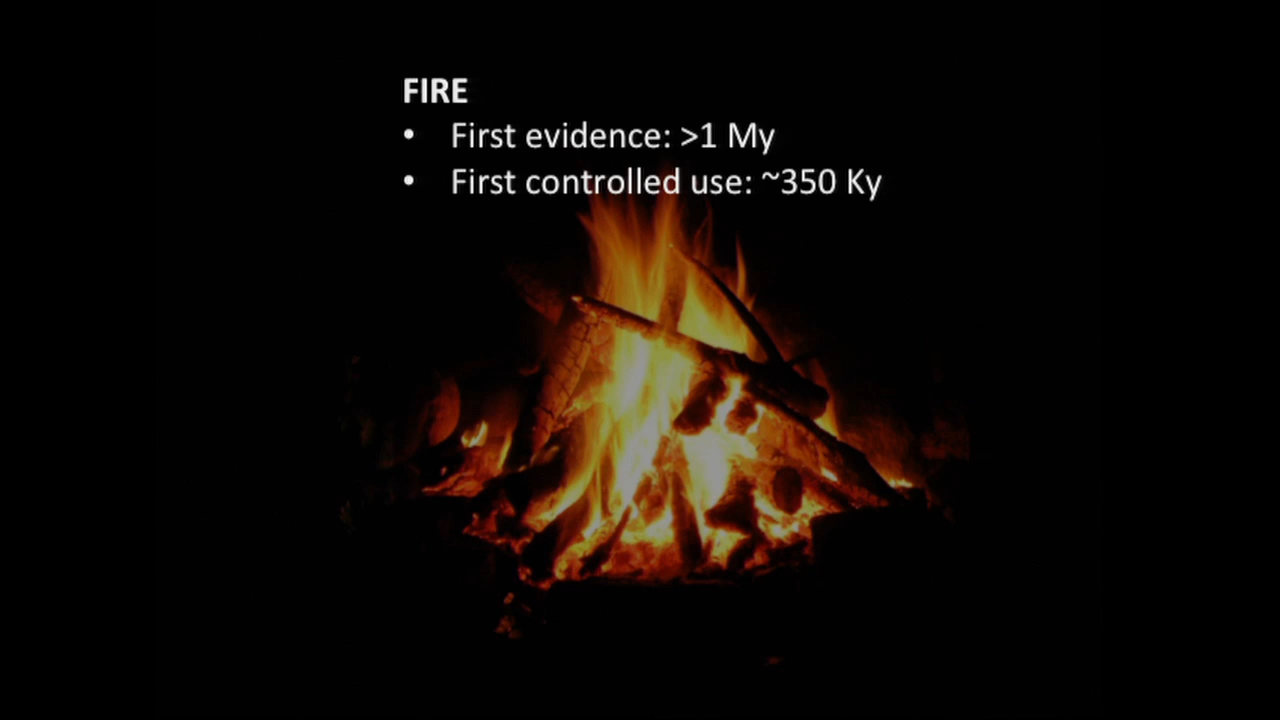 FIRE
• First evidence: >1 My
• First controlled use: ~350 Ky